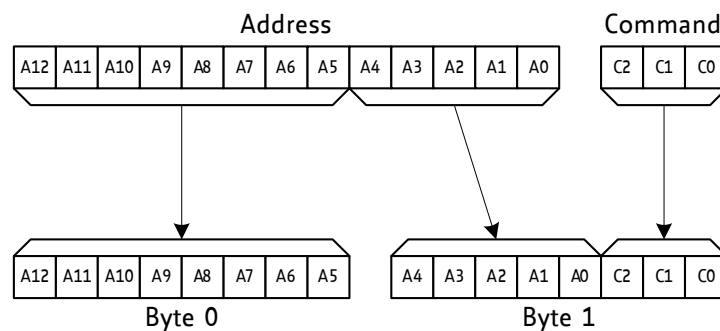 Address Command
A12 A11 A10 A9 A8 A7 A6 A5 A4 A3 A2 A1 A0 C2 C1 C0
A12 A11 A10 A9 A8 A7 A6 A5 A4 A3 A2 A1 A0 C2 C1 C0
Byte 0 Byte 1